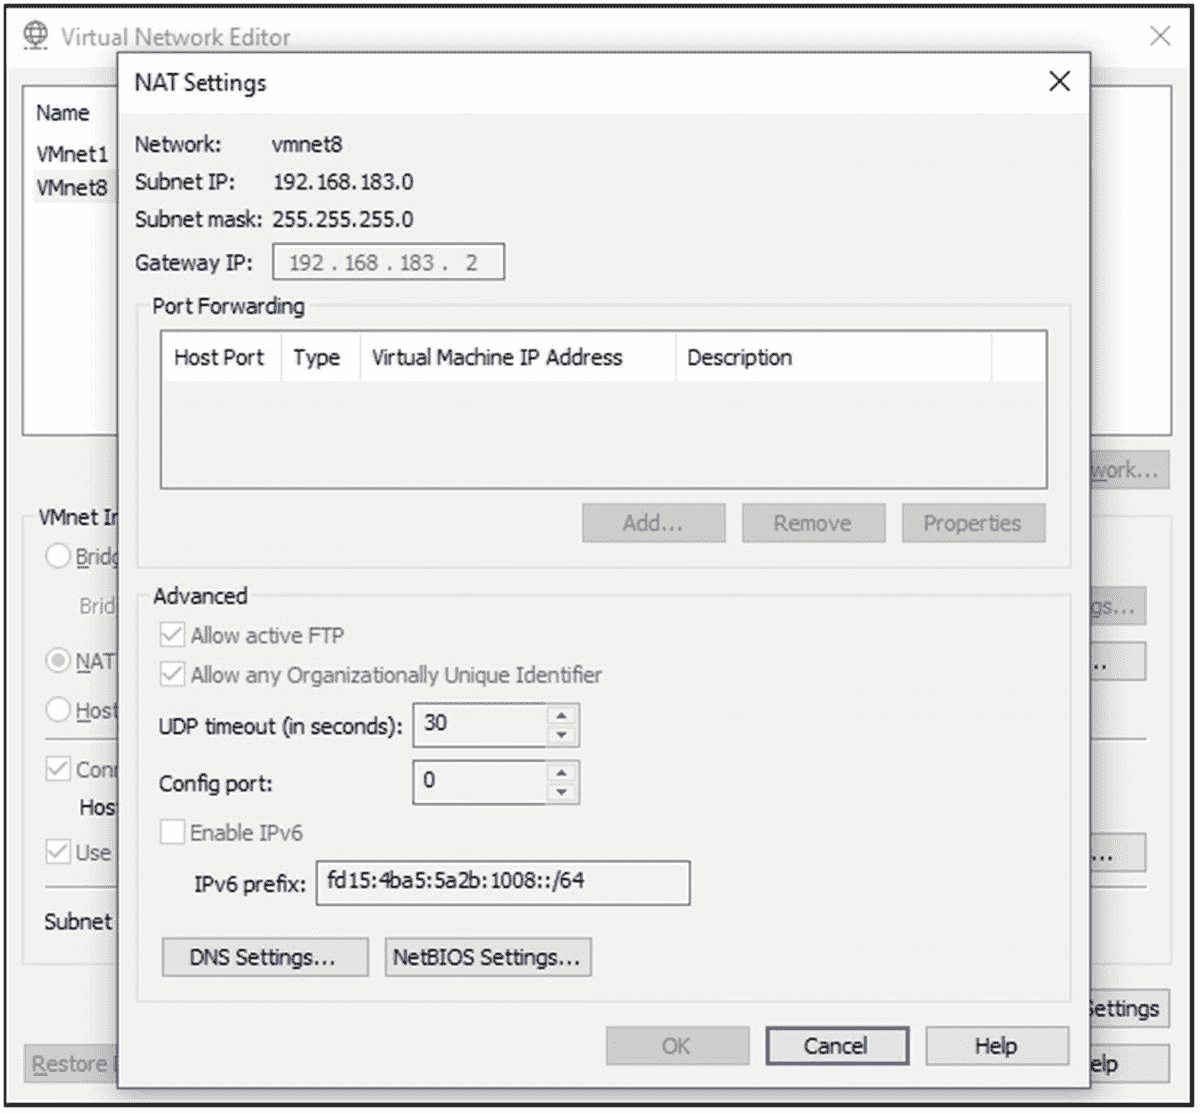 Virtual Network Editor
NAT Settings
Name
VMnet1
VMnet8
Network: vmnet8
Subnet IP: 192.168.183.0
Subnet mask: 255.255.255.0
Gateway IP: 192 . 168 . 183 . 2
Port Forwarding
Host Port Type Virtual Machine IP Address Description
work...
Add... Remove Properties
VMnet In
Bridg
Brid
gs...
NAT
..
Host
Conn
Hos
Use
...
Subnet
Advanced
Allow active FTP
Allow any Organizationally Unique Identifier
UDP timeout (in seconds): 30
Config port: 0
Enable IPv6
IPv6 prefix: fd15:4ba5:5a2b:1008::/64
DNS Settings... NetBIOS Settings...
Settings
OK Cancel Help
Restore
elp